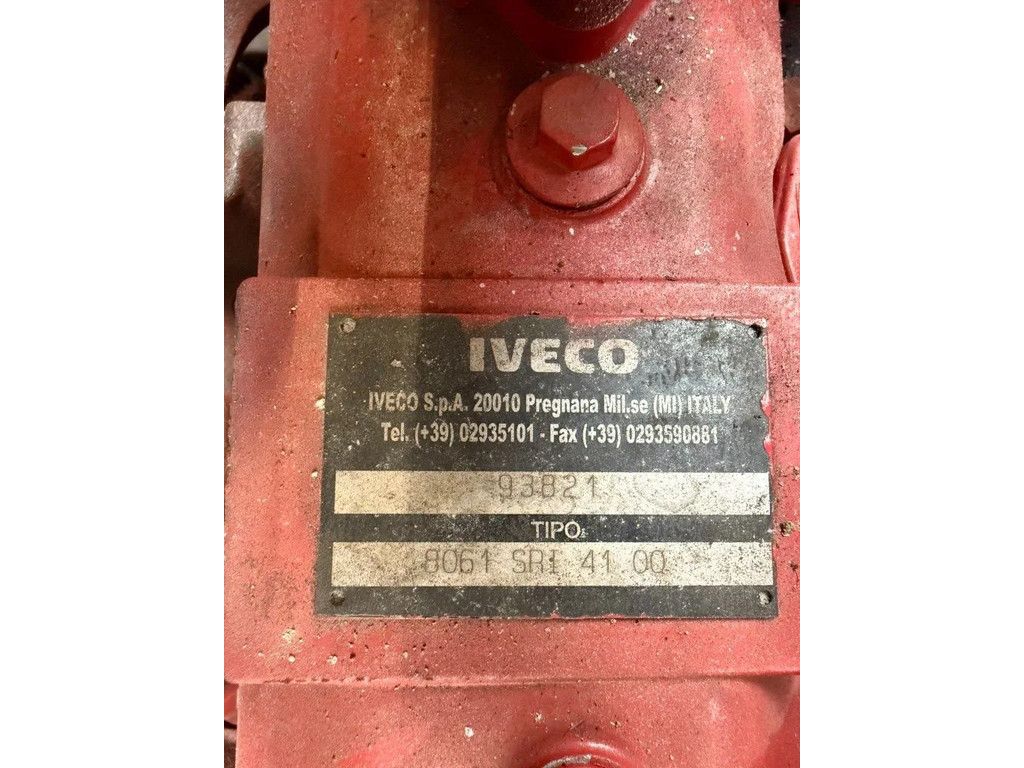 IVECO
IVECO S.p.A. 20010 Pregnana Mil.se (MI) ITALY
Tel. (+39) 02935101 - Fax (+39) 0293590881
93821
TIPO
8061 SRI 41 00